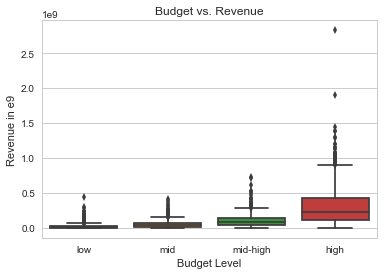 Budget vs. Revenue
1e9
2.5
2.0
1.5
1.0
0.5
0.0
Revenue in e9
low mid mid-high high
Budget Level